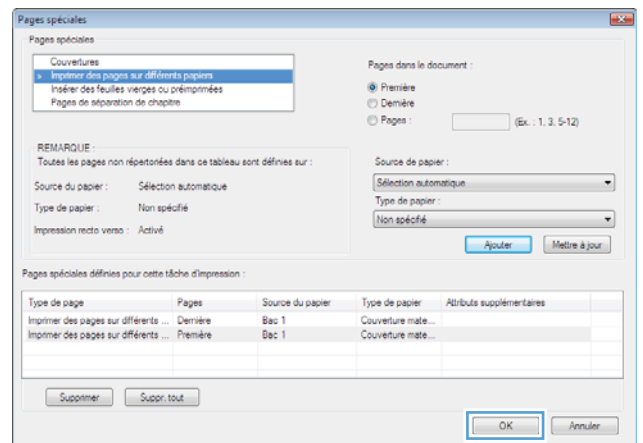 Pages spéciales
Pages spéciales
Couvertures
» Imprimer des pages sur différents papiers
Insérer des feuilles vierges ou préimprimées
Pages de séparation de chapitre
Pages dans le document :
Première
Dernière
Pages :
(Ex. : 1, 3, 5-12)
REMARQUE :
Toutes les pages non répertoriées dans ce tableau sont définies sur :
Source du papier : Sélection automatique
Type de papier : Non spécifié
Impression recto verso : Activé
Source de papier :
Sélection automatique
Type de papier :
Non spécifié
Ajouter Mettre à jour
Pages spéciales définies pour cette tâche d'impression :
Type de page Pages Source du papier Type de papier Attributs supplémentaires
Imprimer des pages sur différents ... Dernière Bac 1 Couverture mate...
Imprimer des pages sur différents ... Première Bac 1 Couverture mate...
Supprimer Suppr. tout
OK Annuler